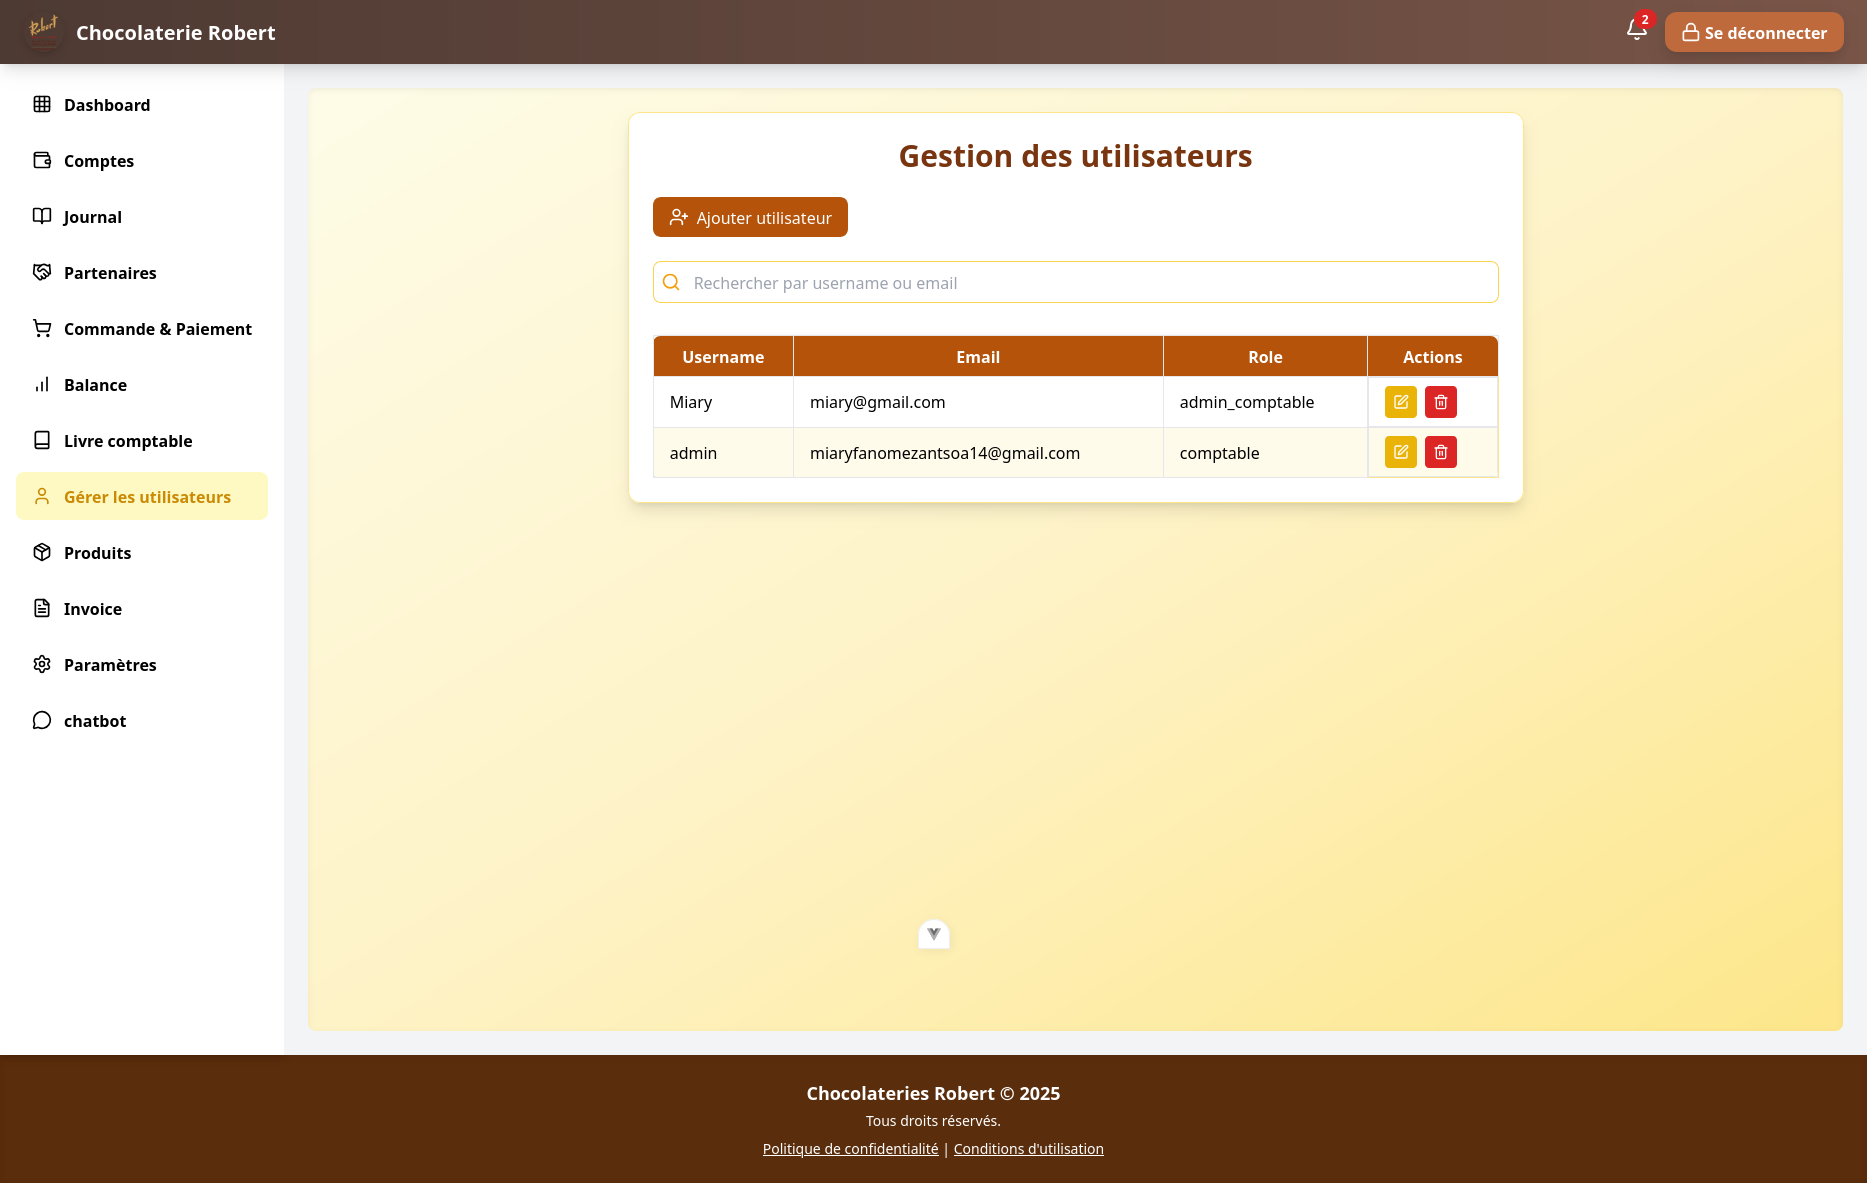 Robert
Chocolaterie Robert
2
Se déconnecter
Dashboard
Comptes
Journal
Partenaires
Commande & Paiement
Balance
Livre comptable
Gérer les utilisateurs
Produits
Invoice
Paramètres
chatbot
Gestion des utilisateurs
Ajouter utilisateur
Rechercher par username ou email
Username Email Role Actions
Miary miary@gmail.com admin_comptable
admin miaryfanomezantsoa14@gmail.com comptable
Chocolateries Robert © 2025
Tous droits réservés.
Politique de confidentialité | Conditions d'utilisation